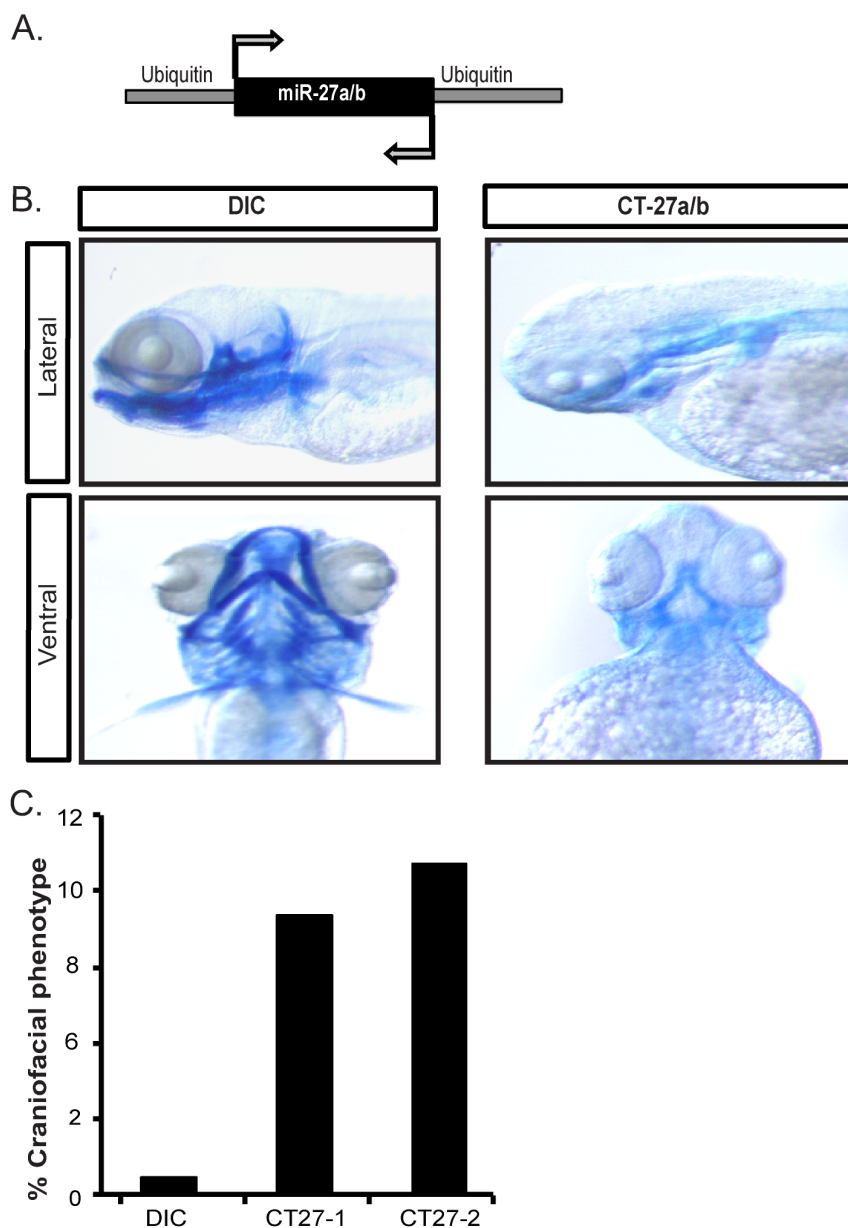 A.
Ubiquitin
miR-27a/b
Ubiquitin
B.
DIC
CT-27a/b
Lateral
Ventral
C.
% Craniofacial phenotype
12
10
8
6
2
0
DIC
CT27-1
CT27-2